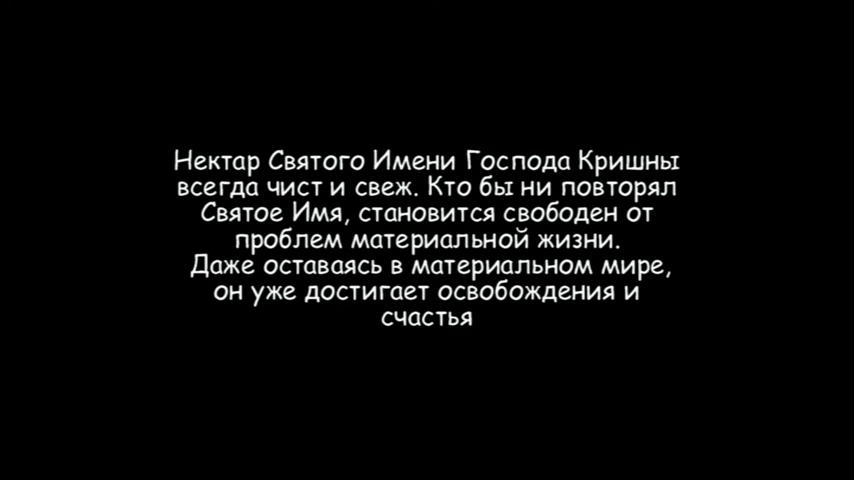 Нектар Святого Имени Господа Кришны
всегда чист и свеж. Кто бы ни повторял
Святое Имя, становится свободен от
проблем материальной жизни.
Даже оставаясь в материальном мире,
он уже достигает освобождения и
счастья